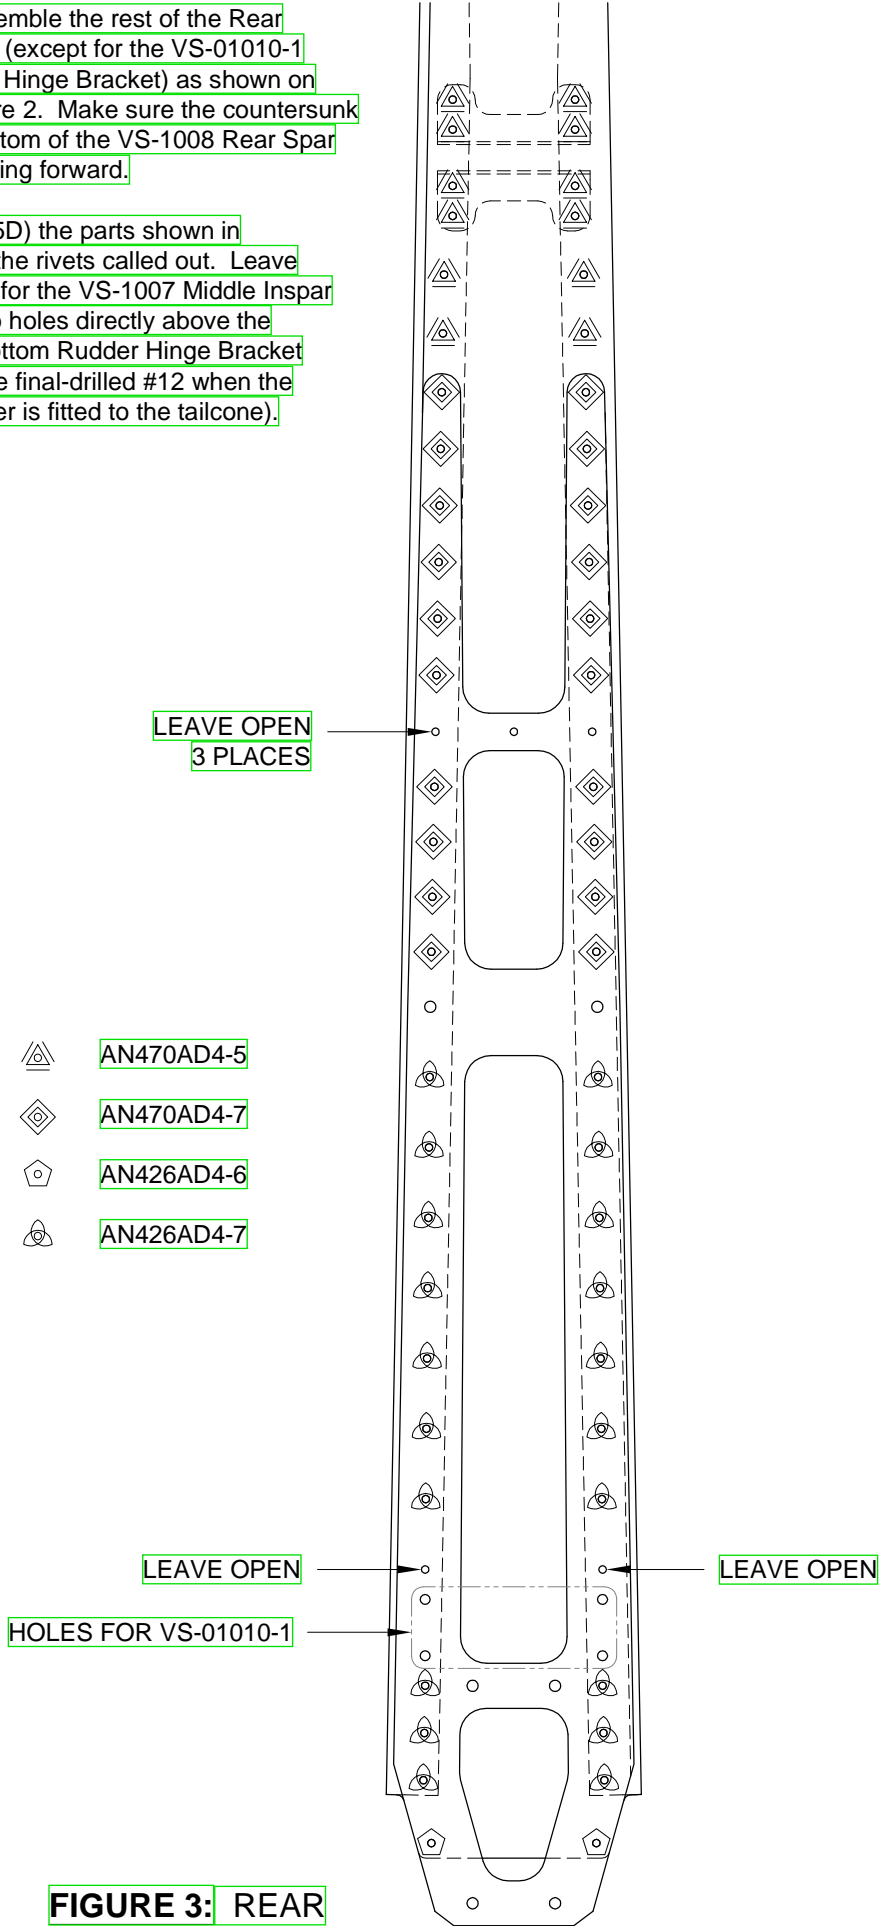 emble the rest of the Rear
(except for the VS-01010-1
Hinge Bracket) as shown on
re 2.  Make sure the countersunk
tom of the VS-1008 Rear Spar
ing forward.
5D) the parts shown in
he rivets called out.  Leave
for the VS-1007 Middle Inspar
o holes directly above the
ottom Rudder Hinge Bracket
e final-drilled #12 when the
er is fitted to the tailcone).
LEAVE OPEN
3 PLACES
AN470AD4-5
AN470AD4-7
AN426AD4-6
AN426AD4-7
LEAVE OPEN
LEAVE OPEN
HOLES FOR VS-01010-1
FIGURE 3: REAR